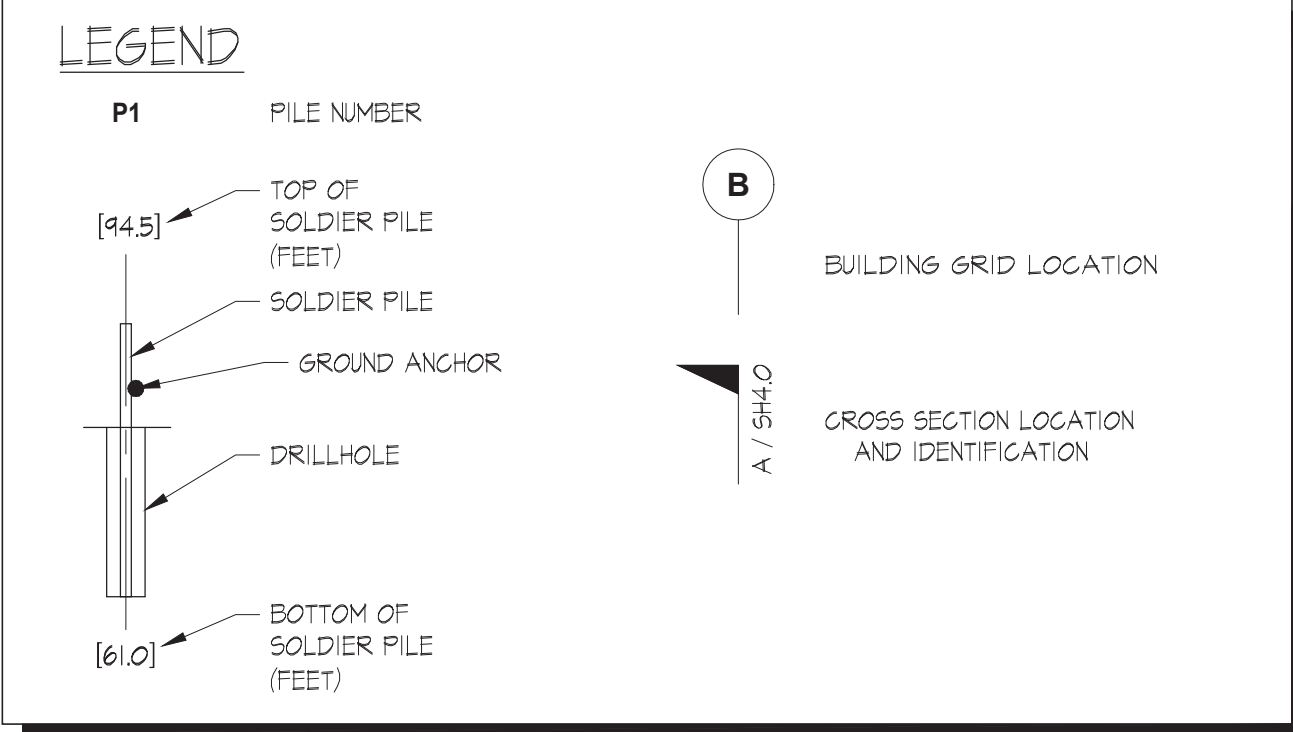 LEGEND
P1
PILE NUMBER
[94.5]
TOP OF
SOLDIER PILE
(FEET)
SOLDIER PILE
GROUND ANCHOR
DRILLHOLE
[61.0]
BOTTOM OF
SOLDIER PILE
(FEET)
B
BUILDING GRID LOCATION
A / SH4.0
CROSS SECTION LOCATION
AND IDENTIFICATION